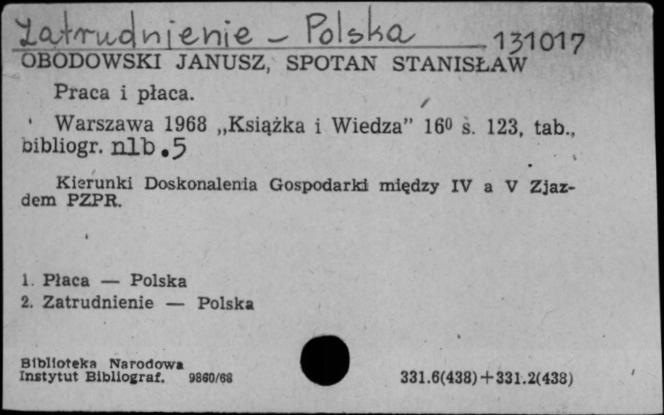 Zatrudnienie – Polska 131017
OBODOWSKI JANUSZ, SPOTAN STANISŁAW
Praca i płaca.
Warszawa 1968 „Książka i Wiedza” 16⁰ s. 123, tab.,
bibliogr. nlb. 5
Kierunki Doskonalenia Gospodarki między IV a V Zjaz-
dem PZPR.
1. Płaca — Polska
2. Zatrudnienie — Polska
Biblioteka Narodowa
Instytut Bibliograf. 9860/68 331.6(438)+331.2(438)